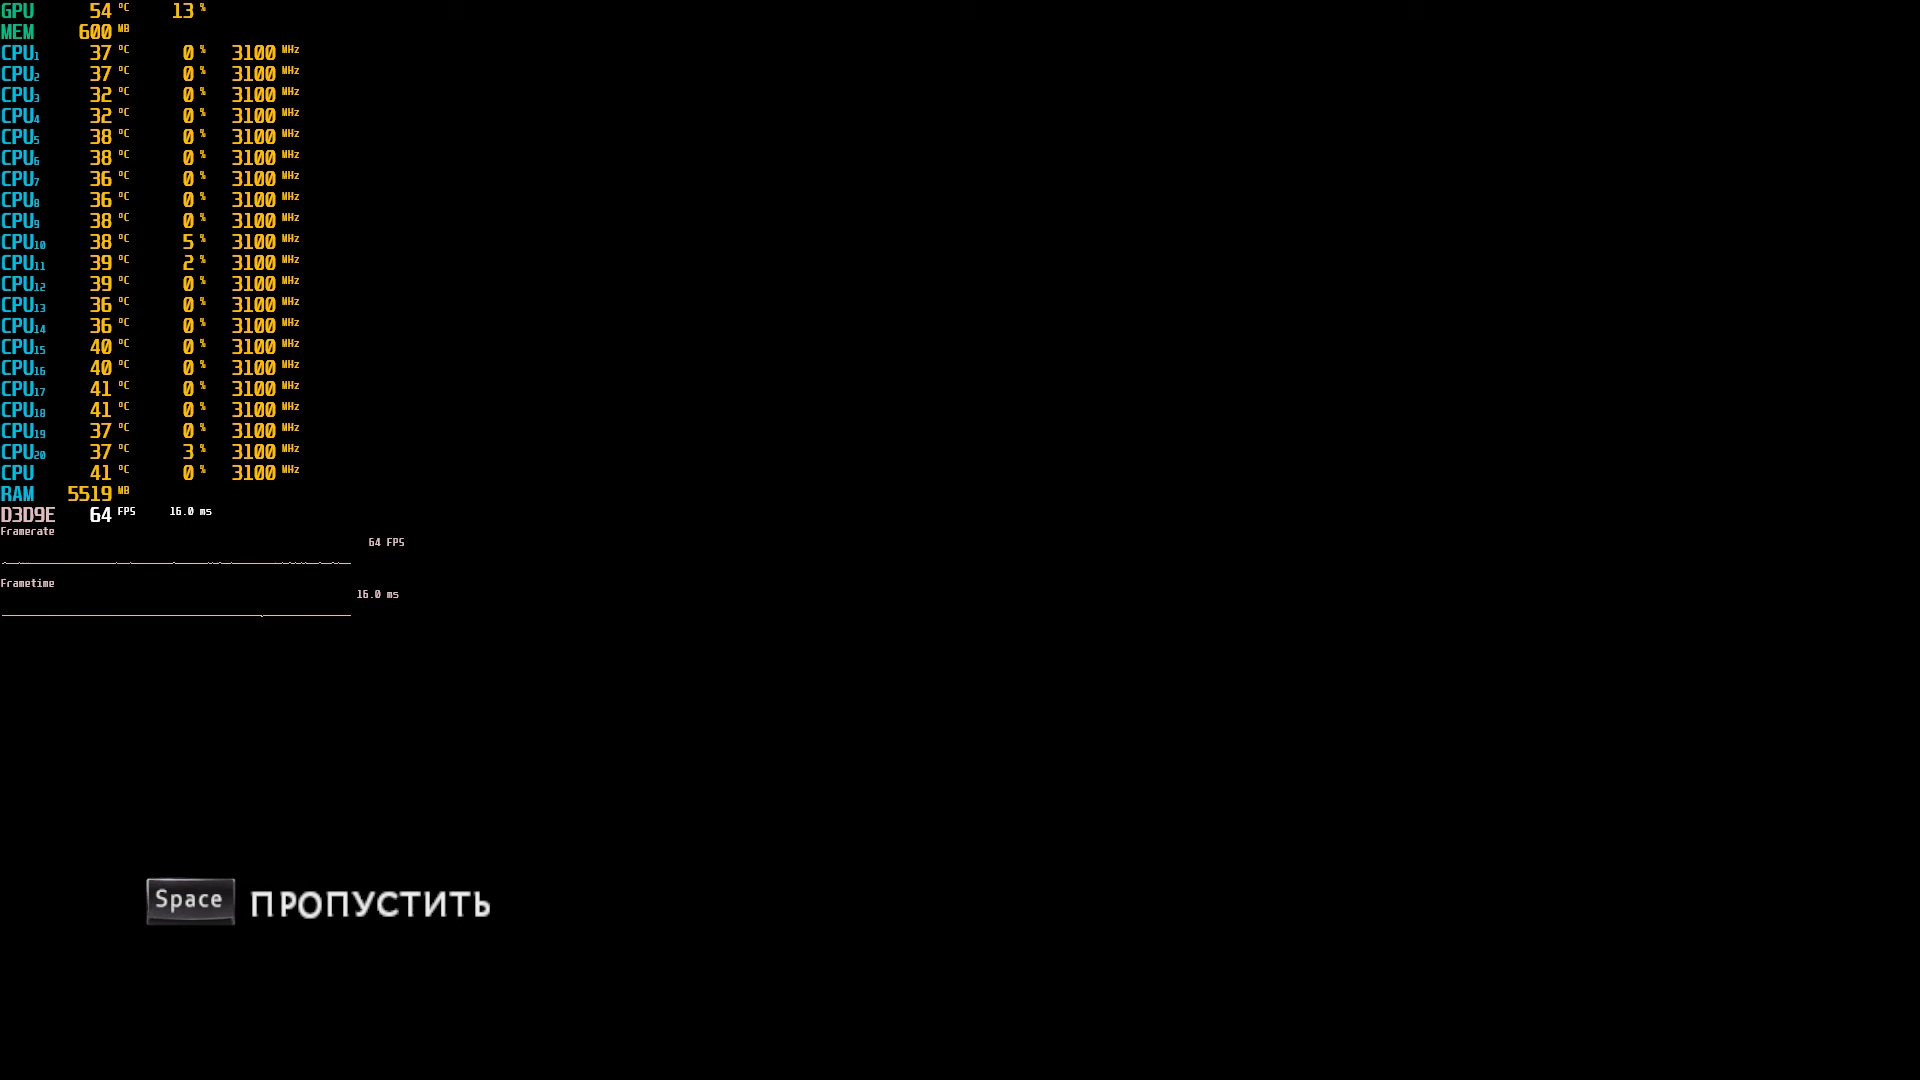 GPU 54 °C 13 %
MEM 600 MB
CPU1 37 °C 0 % 3100 MHz
CPU2 37 °C 0 % 3100 MHz
CPU3 32 °C 0 % 3100 MHz
CPU4 32 °C 0 % 3100 MHz
CPU5 38 °C 0 % 3100 MHz
CPU6 38 °C 0 % 3100 MHz
CPU7 36 °C 0 % 3100 MHz
CPU8 36 °C 0 % 3100 MHz
CPU9 38 °C 0 % 3100 MHz
CPU10 38 °C 5 % 3100 MHz
CPU11 39 °C 2 % 3100 MHz
CPU12 39 °C 0 % 3100 MHz
CPU13 36 °C 0 % 3100 MHz
CPU14 36 °C 0 % 3100 MHz
CPU15 40 °C 0 % 3100 MHz
CPU16 40 °C 0 % 3100 MHz
CPU17 41 °C 0 % 3100 MHz
CPU18 41 °C 0 % 3100 MHz
CPU19 37 °C 0 % 3100 MHz
CPU20 37 °C 3 % 3100 MHz
CPU 41 °C 0 % 3100 MHz
RAM 5519 MB
D3D9E 64 FPS 16.0 ms
Framerate
64 FPS
Frametime
16.0 ms
Space ПРОПУСТИТЬ